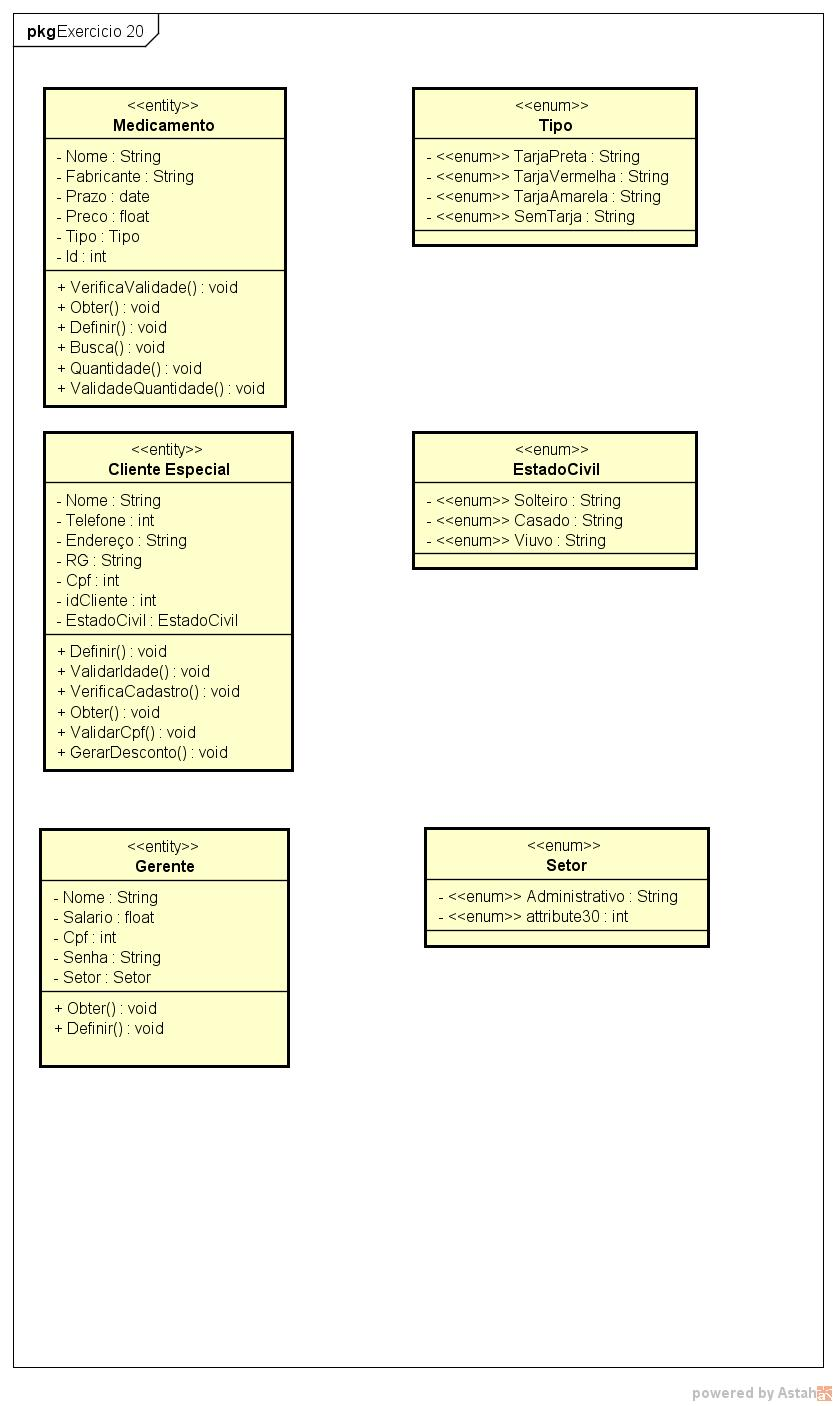 pkg Exercicio 20
<<entity>>
Medicamento
- Nome : String
- Fabricante : String
- Prazo : date
- Preco : float
- Tipo : Tipo
- Id : int
+ VerificaValidade() : void
+ Obter() : void
+ Definir() : void
+ Busca() : void
+ Quantidade() : void
+ ValidadeQuantidade() : void
<<enum>>
Tipo
- <<enum>> TarjaPreta : String
- <<enum>> TarjaVermelha : String
- <<enum>> TarjaAmarela : String
- <<enum>> SemTarja : String
<<entity>>
Cliente Especial
- Nome : String
- Telefone : int
- Endereço : String
- RG : String
- Cpf : int
- idCliente : int
- EstadoCivil : EstadoCivil
+ Definir() : void
+ ValidarIdade() : void
+ VerificaCadastro() : void
+ Obter() : void
+ ValidarCpf() : void
+ GerarDesconto() : void
<<enum>>
EstadoCivil
- <<enum>> Solteiro : String
- <<enum>> Casado : String
- <<enum>> Viuvo : String
<<entity>>
Gerente
- Nome : String
- Salario : float
- Cpf : int
- Senha : String
- Setor : Setor
+ Obter() : void
+ Definir() : void
<<enum>>
Setor
- <<enum>> Administrativo : String
- <<enum>> attribute30 : int
powered by Astah